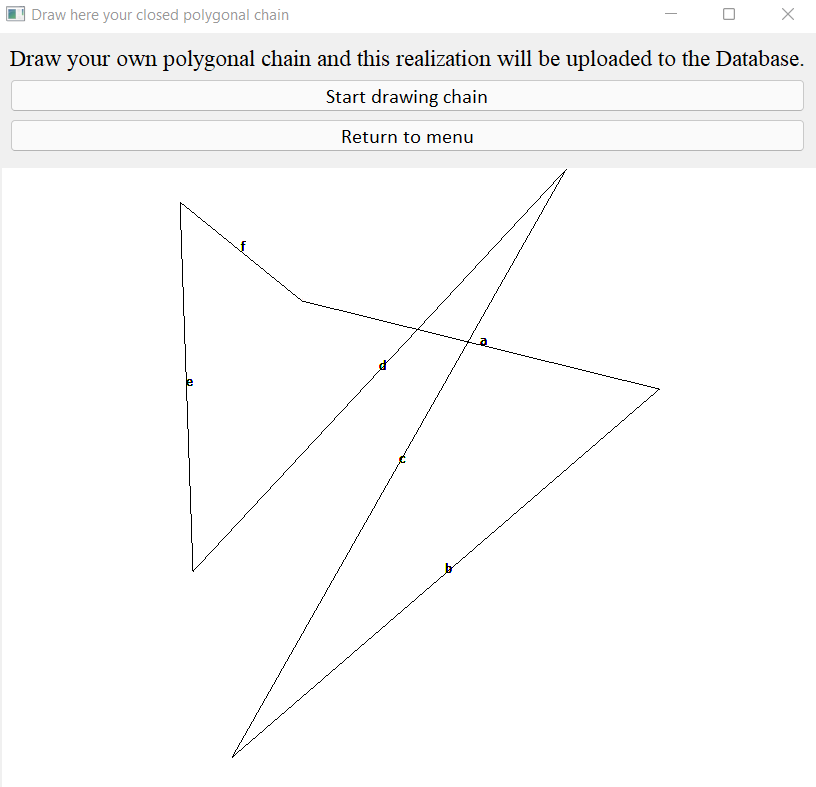 Draw here your closed polygonal chain
Draw your own polygonal chain and this realization will be uploaded to the Database.
Start drawing chain
Return to menu
f
a
d
e
c
b